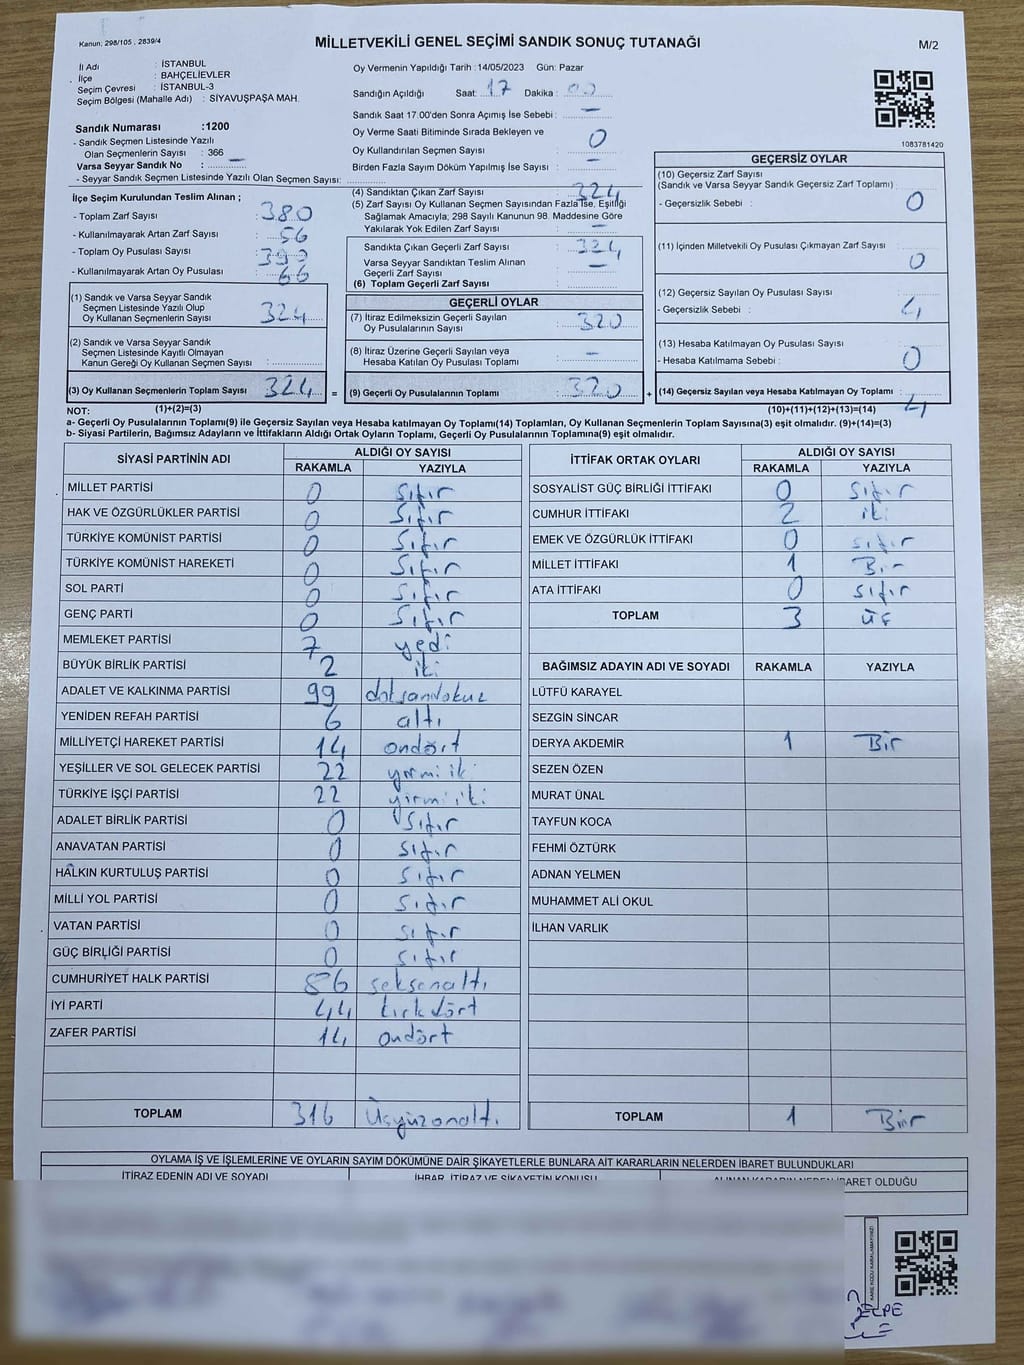 Kanun: 298/105 , 2839/4
MİLLETVEKİLİ GENEL SEÇİMİ SANDIK SONUÇ TUTANAĞI
M/2
İl Adı : İSTANBUL
İlçe : BAHÇELİEVLER
Seçim Çevresi : İSTANBUL-3
Seçim Bölgesi (Mahalle Adı) : SİYAVUŞPAŞA MAH.
Sandık Numarası :1200
- Sandık Seçmen Listesinde Yazılı
Olan Seçmenlerin Sayısı : 366
Varsa Seyyar Sandık No : —
- Seyyar Sandık Seçmen Listesinde Yazılı Olan Seçmen Sayısı:
Oy Vermenin Yapıldığı Tarih :14/05/2023 Gün: Pazar
Sandığın Açıldığı Saat: 17 Dakika : 00
Sandık Saat 17:00'den Sonra Açımış İse Sebebi : —
Oy Verme Saati Bitiminde Sırada Bekleyen ve
Oy Kullandırılan Seçmen Sayısı : 0
Birden Fazla Sayım Döküm Yapılmış İse Sayısı : —
1083781420
İlçe Seçim Kurulundan Teslim Alınan ;
- Toplam Zarf Sayısı : 380
- Kullanılmayarak Artan Zarf Sayısı : 56
- Toplam Oy Pusulası Sayısı : 390
- Kullanılmayarak Artan Oy Pusulası : 66
(1) Sandık ve Varsa Seyyar Sandık
Seçmen Listesinde Yazılı Olup
Oy Kullanan Seçmenlerin Sayısı : 324
(2) Sandık ve Varsa Seyyar Sandık
Seçmen Listesinde Kayıtlı Olmayan
Kanun Gereği Oy Kullanan Seçmen Sayısı :
(3) Oy Kullanan Seçmenlerin Toplam Sayısı : 324 =
(4) Sandıktan Çıkan Zarf Sayısı : 324
(5) Zarf Sayısı Oy Kullanan Seçmen Sayısından Fazla İse, Eşitliği
Sağlamak Amacıyla; 298 Sayılı Kanunun 98. Maddesine Göre
Yakılarak Yok Edilen Zarf Sayısı : —
Sandıkta Çıkan Geçerli Zarf Sayısı : 324
Varsa Seyyar Sandıktan Teslim Alınan
Geçerli Zarf Sayısı : —
(6) Toplam Geçerli Zarf Sayısı :
GEÇERLİ OYLAR
(7) İtiraz Edilmeksizin Geçerli Sayılan
Oy Pusulalarının Sayısı : 320
(8) İtiraz Üzerine Geçerli Sayılan veya
Hesaba Katılan Oy Pusulası Toplamı : —
(9) Geçerli Oy Pusulalarının Toplamı : 320 +
GEÇERSİZ OYLAR
(10) Geçersiz Zarf Sayısı
(Sandık ve Varsa Seyyar Sandık Geçersiz Zarf Toplamı) :
- Geçersizlik Sebebi : 0
(11) İçinden Milletvekili Oy Pusulası Çıkmayan Zarf Sayısı : 0
(12) Geçersiz Sayılan Oy Pusulası Sayısı
- Geçersizlik Sebebi : 4
(13) Hesaba Katılmayan Oy Pusulası Sayısı
- Hesaba Katılmama Sebebi : 0
(14) Geçersiz Sayılan veya Hesaba Katılmayan Oy Toplamı : 4
NOT: (1)+(2)=(3) (10)+(11)+(12)+(13)=(14)
a- Geçerli Oy Pusulalarının Toplamı(9) ile Geçersiz Sayılan veya Hesaba katılmayan Oy Toplamı(14) Toplamları, Oy Kullanan Seçmenlerin Toplam Sayısına(3) eşit olmalıdır. (9)+(14)=(3)
b- Siyasi Partilerin, Bağımsız Adayların ve İttifakların Aldığı Ortak Oyların Toplamı, Geçerli Oy Pusulalarının Toplamına(9) eşit olmalıdır.
SİYASİ PARTİNİN ADI ALDIĞI OY SAYISI
RAKAMLA YAZIYLA
MİLLET PARTİSİ 0 sıfır
HAK VE ÖZGÜRLÜKLER PARTİSİ 0 sıfır
TÜRKİYE KOMÜNİST PARTİSİ 0 sıfır
TÜRKİYE KOMÜNİST HAREKETİ 0 sıfır
SOL PARTİ 0 sıfır
GENÇ PARTİ 0 sıfır
MEMLEKET PARTİSİ 7 yedi
BÜYÜK BİRLİK PARTİSİ 2 iki
ADALET VE KALKINMA PARTİSİ 99 doksandokuz
YENİDEN REFAH PARTİSİ 6 altı
MİLLİYETÇİ HAREKET PARTİSİ 14 ondört
YEŞİLLER VE SOL GELECEK PARTİSİ 22 yirmi iki
TÜRKİYE İŞÇİ PARTİSİ 22 yirmi iki
ADALET BİRLİK PARTİSİ 0 sıfır
ANAVATAN PARTİSİ 0 sıfır
HALKIN KURTULUŞ PARTİSİ 0 sıfır
MİLLİ YOL PARTİSİ 0 sıfır
VATAN PARTİSİ 0 sıfır
GÜÇ BİRLİĞİ PARTİSİ 0 sıfır
CUMHURİYET HALK PARTİSİ 86 seksenaltı
İYİ PARTİ 44 kırkdört
ZAFER PARTİSİ 14 ondört
TOPLAM 316 üçyüzonaltı
İTTİFAK ORTAK OYLARI ALDIĞI OY SAYISI
RAKAMLA YAZIYLA
SOSYALİST GÜÇ BİRLİĞİ İTTİFAKI 0 sıfır
CUMHUR İTTİFAKI 2 iki
EMEK VE ÖZGÜRLÜK İTTİFAKI 0 sıfır
MİLLET İTTİFAKI 1 Bir
ATA İTTİFAKI 0 sıfır
TOPLAM 3 üç
BAĞIMSIZ ADAYIN ADI VE SOYADI RAKAMLA YAZIYLA
LÜTFÜ KARAYEL
SEZGİN SİNCAR
DERYA AKDEMİR 1 Bir
SEZEN ÖZEN
MURAT ÜNAL
TAYFUN KOCA
FEHMİ ÖZTÜRK
ADNAN YELMEN
MUHAMMET ALİ OKUL
İLHAN VARLIK
TOPLAM 1 Bir
OYLAMA İŞ VE İŞLEMLERİNE VE OYLARIN SAYIM DÖKÜMÜNE DAİR ŞİKAYETLERLE BUNLARA AİT KARARLARIN NELERDEN İBARET BULUNDUKLARI
İTİRAZ EDENİN ADI VE SOYADI İHBAR, İTİRAZ VE ŞİKAYETİN KONUSU ALINAN KARARIN NEDEN İBARET OLDUĞU
KARE KODU KARALAMAYINIZ!